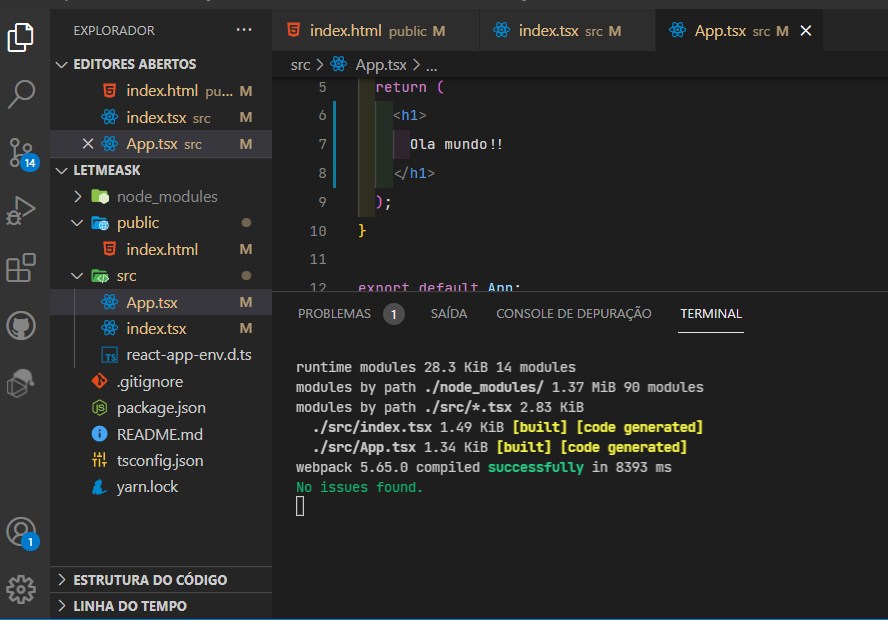 EXPLORADOR ...
EDITORES ABERTOS
index.html pu... M
index.tsx src M
App.tsx src M
LETMEASK
node_modules
public
index.html M
src
App.tsx M
index.tsx M
TS react-app-env.d.ts
.gitignore
JS package.json
README.md
tsconfig.json
yarn.lock
ESTRUTURA DO CÓDIGO
LINHA DO TEMPO
14
1
index.html public M
index.tsx src M
App.tsx src M
src > App.tsx > ...
5 return (
6 <h1>
7 Ola mundo!!
8 </h1>
9 );
10 }
11
12 export default App;
PROBLEMAS 1 SAÍDA CONSOLE DE DEPURAÇÃO TERMINAL
runtime modules 28.3 KiB 14 modules
modules by path ./node_modules/ 1.37 MiB 90 modules
modules by path ./src/*.tsx 2.83 KiB
./src/index.tsx 1.49 KiB [built] [code generated]
./src/App.tsx 1.34 KiB [built] [code generated]
webpack 5.65.0 compiled successfully in 8393 ms
No issues found.